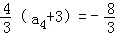 4/3 ( a₄+3) = − 8/3